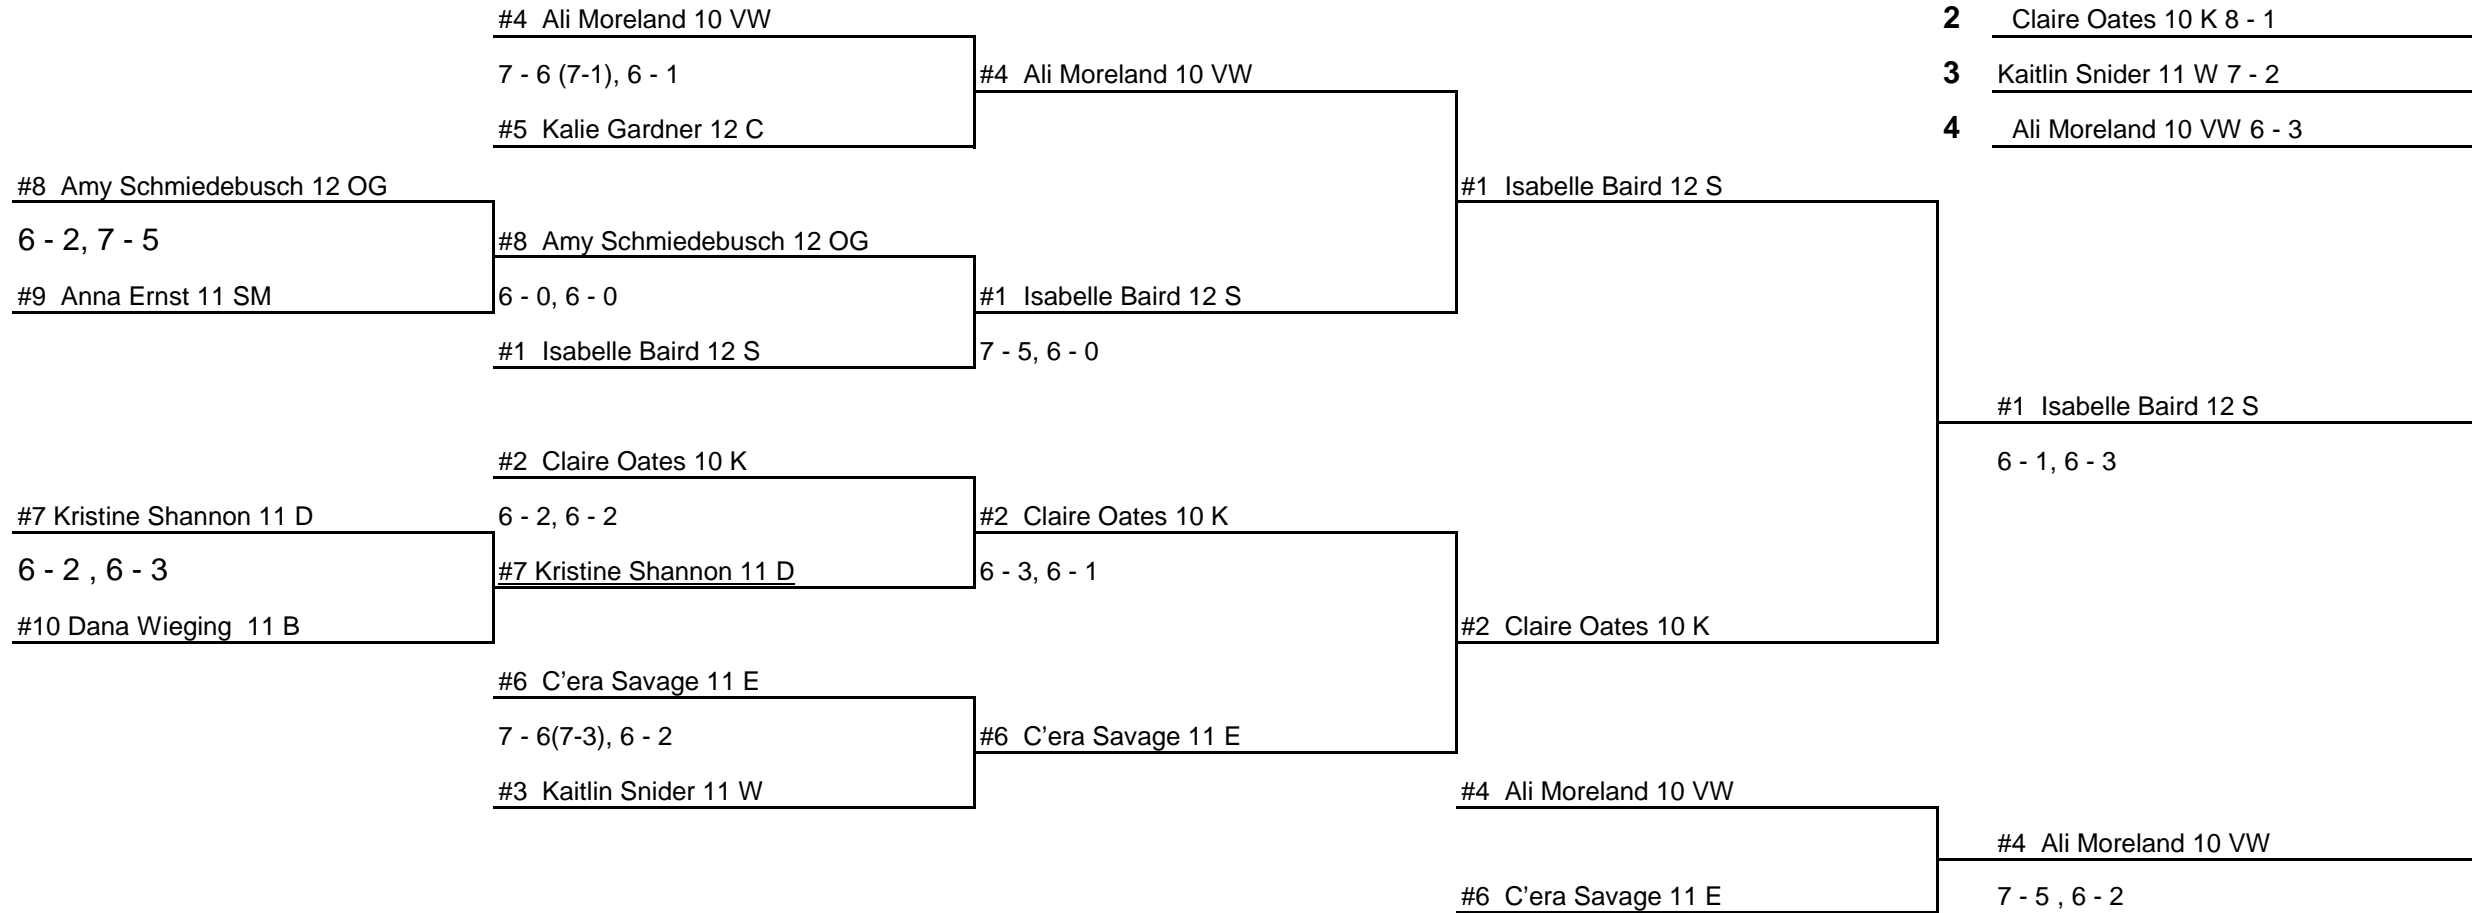 #4 Ali Moreland 10 VW
2 Claire Oates 10 K 8 - 1
7 - 6 (7-1), 6 - 1
#4 Ali Moreland 10 VW
3 Kaitlin Snider 11 W 7 - 2
#5 Kalie Gardner 12 C
4 Ali Moreland 10 VW 6 - 3
#8 Amy Schmiedebusch 12 OG
#1 Isabelle Baird 12 S
6 - 2, 7 - 5
#8 Amy Schmiedebusch 12 OG
#9 Anna Ernst 11 SM
6 - 0, 6 - 0
#1 Isabelle Baird 12 S
#1 Isabelle Baird 12 S
7 - 5, 6 - 0
#1 Isabelle Baird 12 S
#2 Claire Oates 10 K
6 - 1, 6 - 3
#7 Kristine Shannon 11 D
6 - 2, 6 - 2
#2 Claire Oates 10 K
6 - 2 , 6 - 3
#7 Kristine Shannon 11 D
6 - 3, 6 - 1
#10 Dana Wieging 11 B
#2 Claire Oates 10 K
#6 C’era Savage 11 E
7 - 6(7-3), 6 - 2
#6 C’era Savage 11 E
#3 Kaitlin Snider 11 W
#4 Ali Moreland 10 VW
#4 Ali Moreland 10 VW
#6 C’era Savage 11 E
7 - 5 , 6 - 2